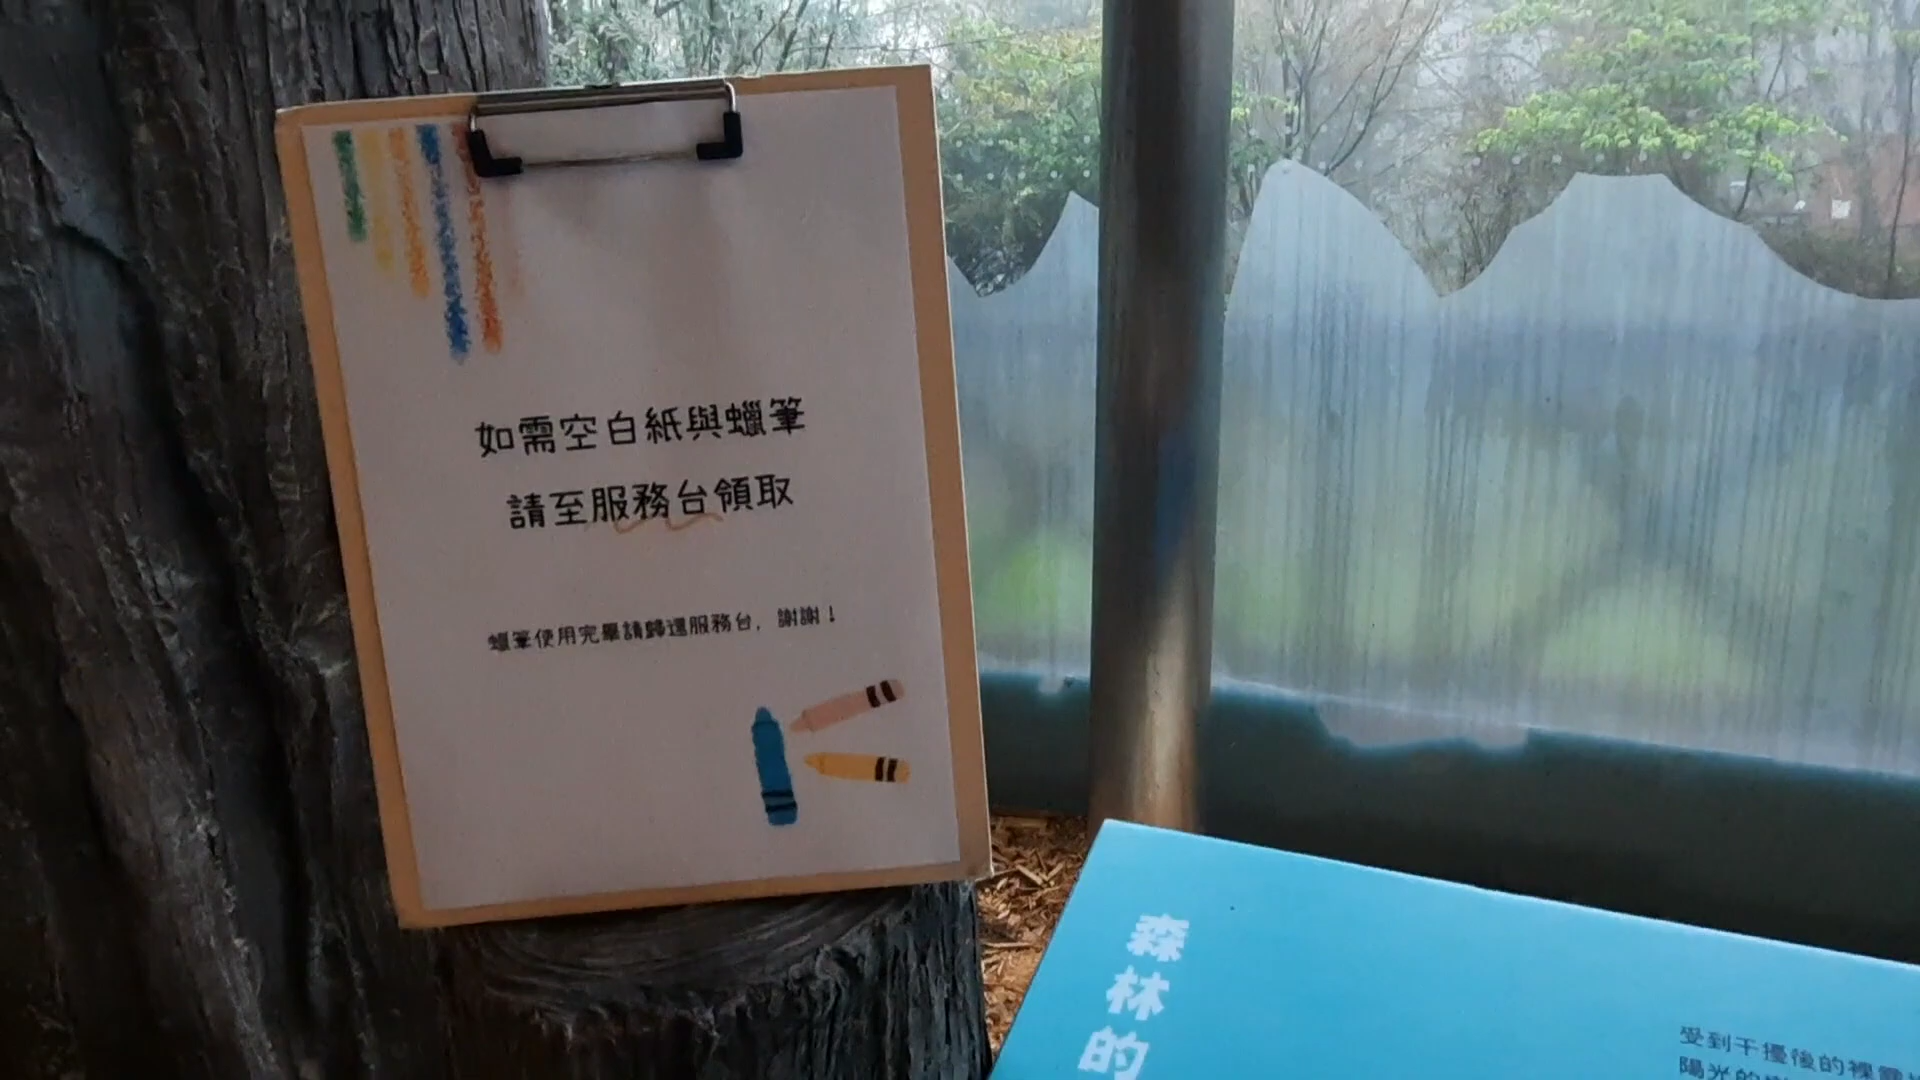 如需空白紙與蠟筆
請至服務台領取
蠟筆使用完畢請歸還服務台，謝謝！
森林的
受到干擾後的裸露
陽光的